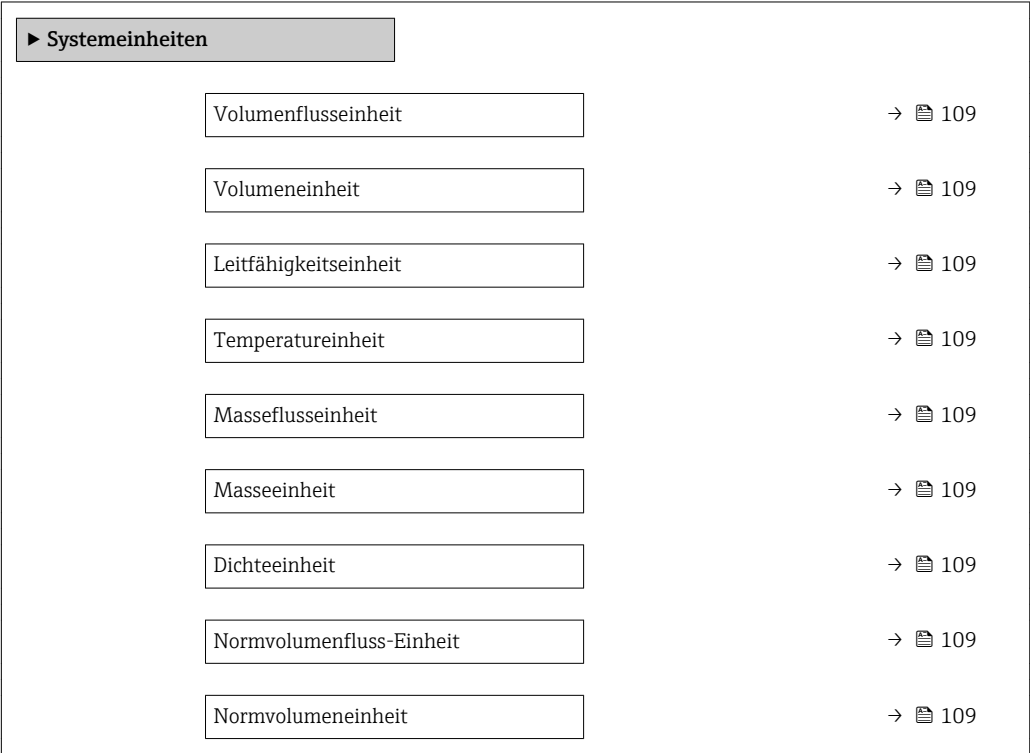 ▶ Systemeinheiten
Volumenflusseinheit → 109
Volumeneinheit → 109
Leitfähigkeitseinheit → 109
Temperatureinheit → 109
Masseflusseinheit → 109
Masseeinheit → 109
Dichteeinheit → 109
Normvolumenfluss-Einheit → 109
Normvolumeneinheit → 109